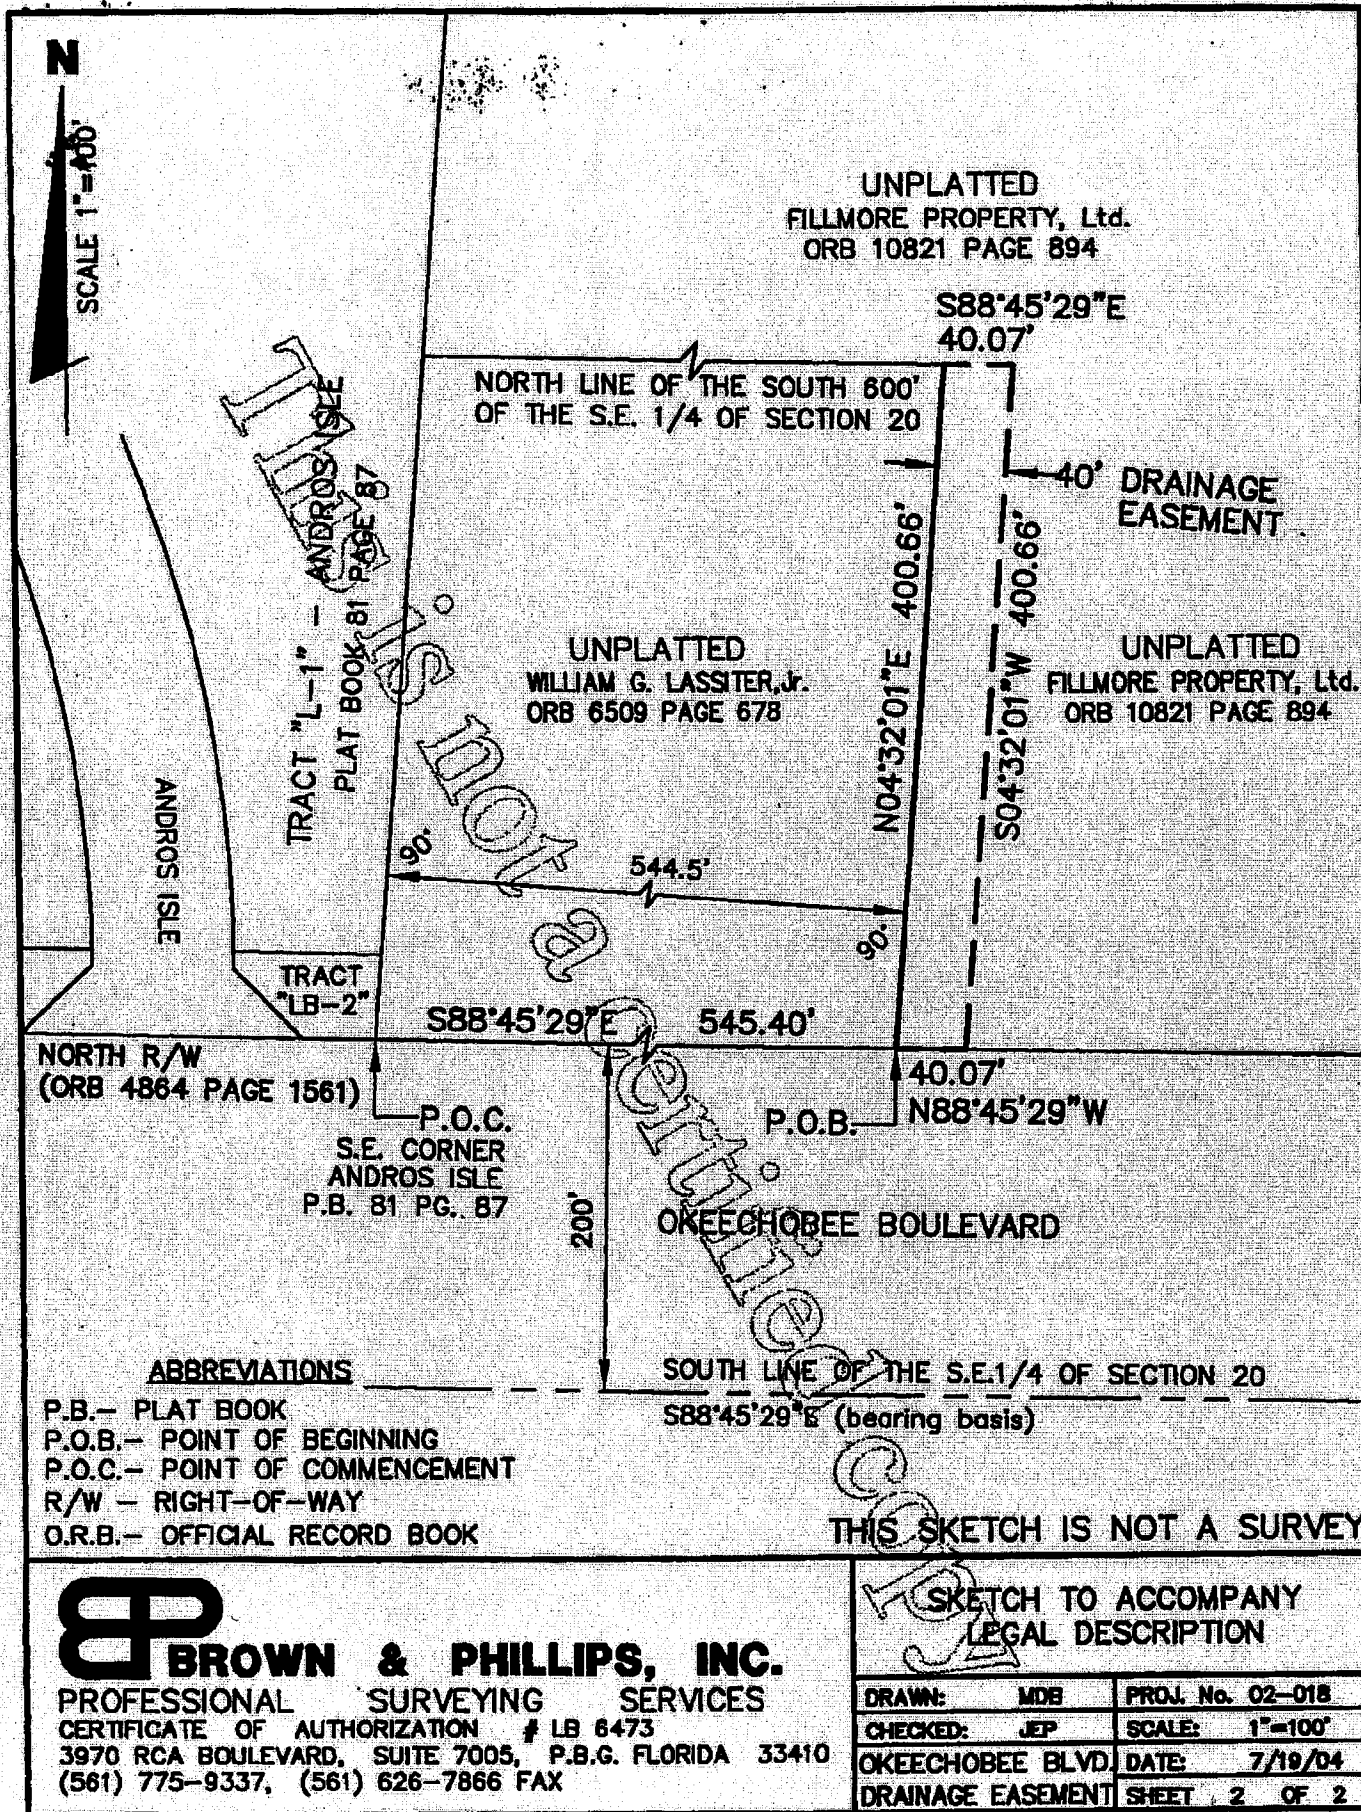 N
SCALE 1"=100'
UNPLATTED
FILLMORE PROPERTY, Ltd.
ORB 10821 PAGE 894
S88°45'29"E
40.07'
NORTH LINE OF THE SOUTH 600'
OF THE S.E. 1/4 OF SECTION 20
40' DRAINAGE
EASEMENT
TRACT "L-1" - ANDROS ISLE
PLAT BOOK 81 PAGE 87
N04°32'01"E 400.66'
S04°32'01"W 400.66'
UNPLATTED
WILLIAM G. LASSITER,Jr.
ORB 6509 PAGE 678
UNPLATTED
FILLMORE PROPERTY, Ltd.
ORB 10821 PAGE 894
ANDROS ISLE
90°
544.5'
90°
TRACT
"LB-2"
S88°45'29"E 545.40'
NORTH R/W
(ORB 4864 PAGE 1561)
40.07'
N88°45'29"W
P.O.C.
S.E. CORNER
ANDROS ISLE
P.B. 81 PG. 87
P.O.B.
200'
OKEECHOBEE BOULEVARD
SOUTH LINE OF THE S.E.1/4 OF SECTION 20
S88°45'29"E (bearing basis)
ABBREVIATIONS
P.B.- PLAT BOOK
P.O.B.- POINT OF BEGINNING
P.O.C.- POINT OF COMMENCEMENT
R/W - RIGHT-OF-WAY
O.R.B.- OFFICIAL RECORD BOOK
THIS SKETCH IS NOT A SURVEY
This is not a certified copy
BP
BROWN & PHILLIPS, INC.
PROFESSIONAL SURVEYING SERVICES
CERTIFICATE OF AUTHORIZATION # LB 6473
3970 RCA BOULEVARD, SUITE 7005, P.B.G. FLORIDA 33410
(561) 775-9337, (561) 626-7866 FAX
SKETCH TO ACCOMPANY
LEGAL DESCRIPTION
DRAWN: MDB
PROJ. No. 02-018
CHECKED: JEP
SCALE: 1"=100'
OKEECHOBEE BLVD.
DATE: 7/19/04
DRAINAGE EASEMENT
SHEET 2 OF 2